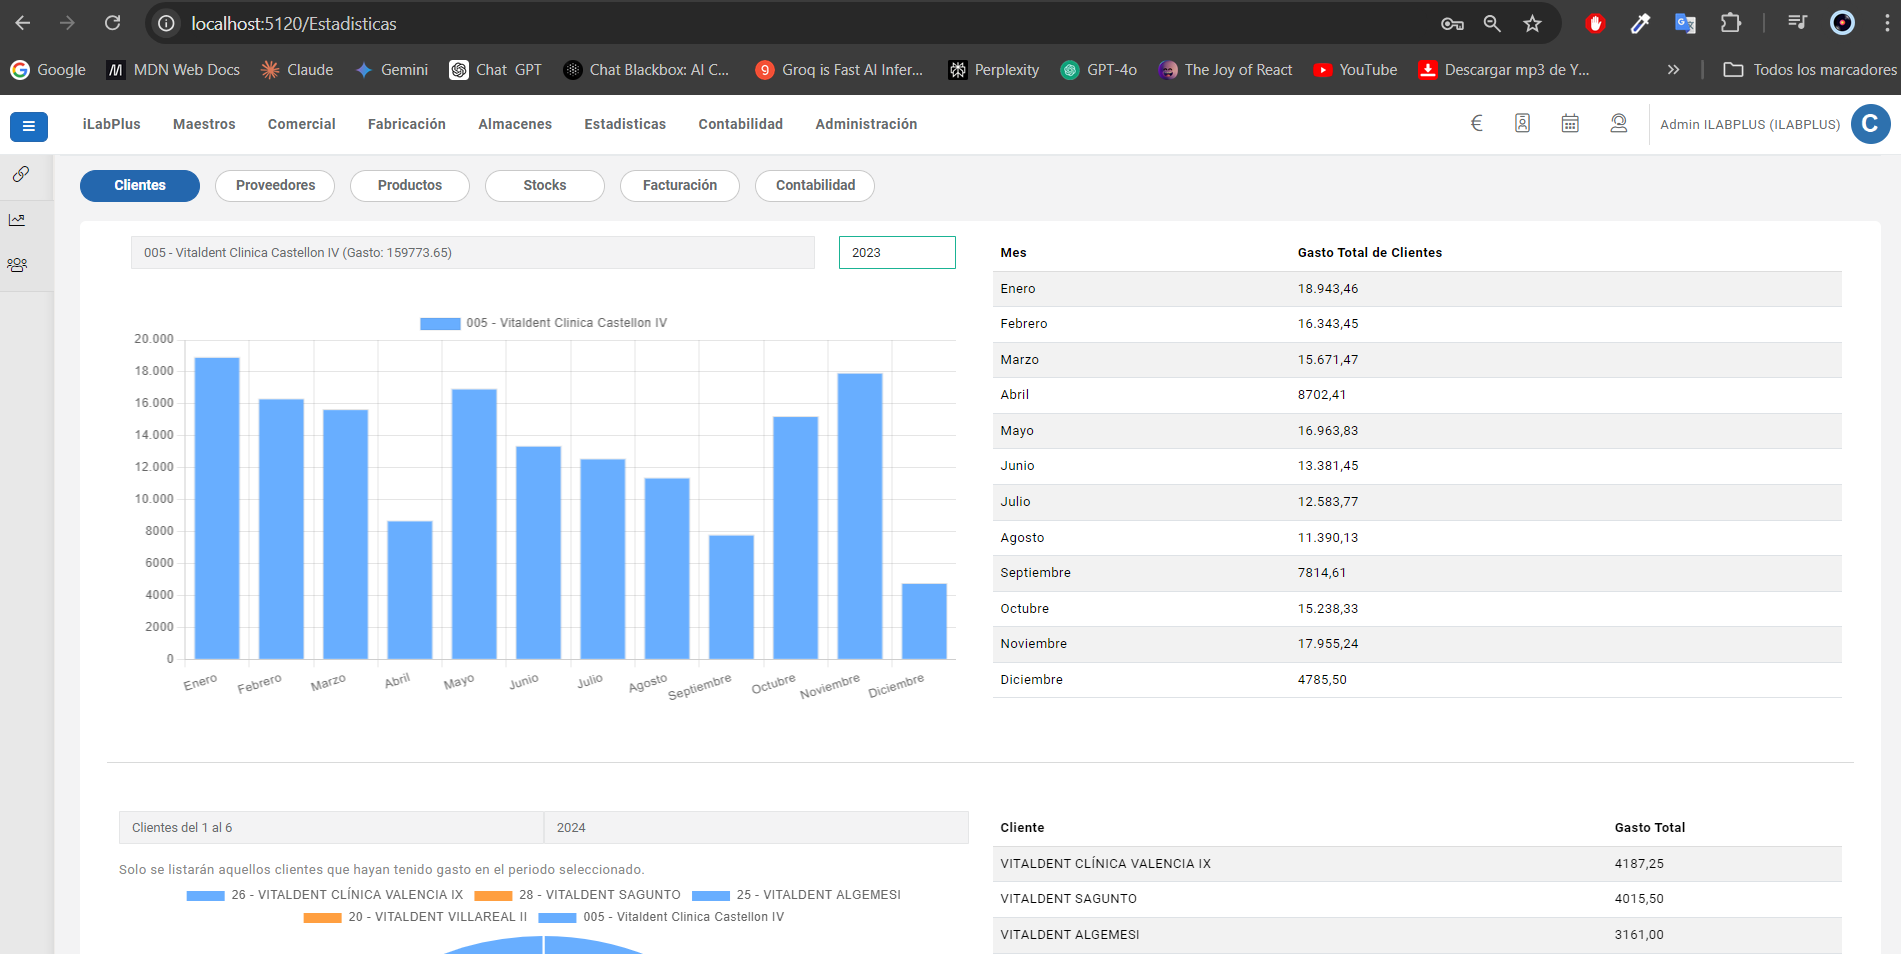 localhost:5120/Estadisticas
Google MDN Web Docs Claude Gemini Chat GPT Chat Blackbox: AI C... Groq is Fast AI Infer... Perplexity GPT-4o The Joy of React YouTube Descargar mp3 de Y... Todos los marcadores
iLabPlus Maestros Comercial Fabricación Almacenes Estadisticas Contabilidad Administración Admin ILABPLUS (ILABPLUS) C
Clientes Proveedores Productos Stocks Facturación Contabilidad
005 - Vitaldent Clinica Castellon IV (Gasto: 159773.65) 2023
005 - Vitaldent Clinica Castellon IV
20.000
18.000
16.000
14.000
12.000
10.000
8000
6000
4000
2000
0
Enero Febrero Marzo Abril Mayo Junio Julio Agosto Septiembre Octubre Noviembre Diciembre
Mes Gasto Total de Clientes
Enero 18.943,46
Febrero 16.343,45
Marzo 15.671,47
Abril 8702,41
Mayo 16.963,83
Junio 13.381,45
Julio 12.583,77
Agosto 11.390,13
Septiembre 7814,61
Octubre 15.238,33
Noviembre 17.955,24
Diciembre 4785,50
Clientes del 1 al 6 2024
Solo se listarán aquellos clientes que hayan tenido gasto en el periodo seleccionado.
26 - VITALDENT CLÍNICA VALENCIA IX 28 - VITALDENT SAGUNTO 25 - VITALDENT ALGEMESI
20 - VITALDENT VILLAREAL II 005 - Vitaldent Clinica Castellon IV
Cliente Gasto Total
VITALDENT CLÍNICA VALENCIA IX 4187,25
VITALDENT SAGUNTO 4015,50
VITALDENT ALGEMESI 3161,00